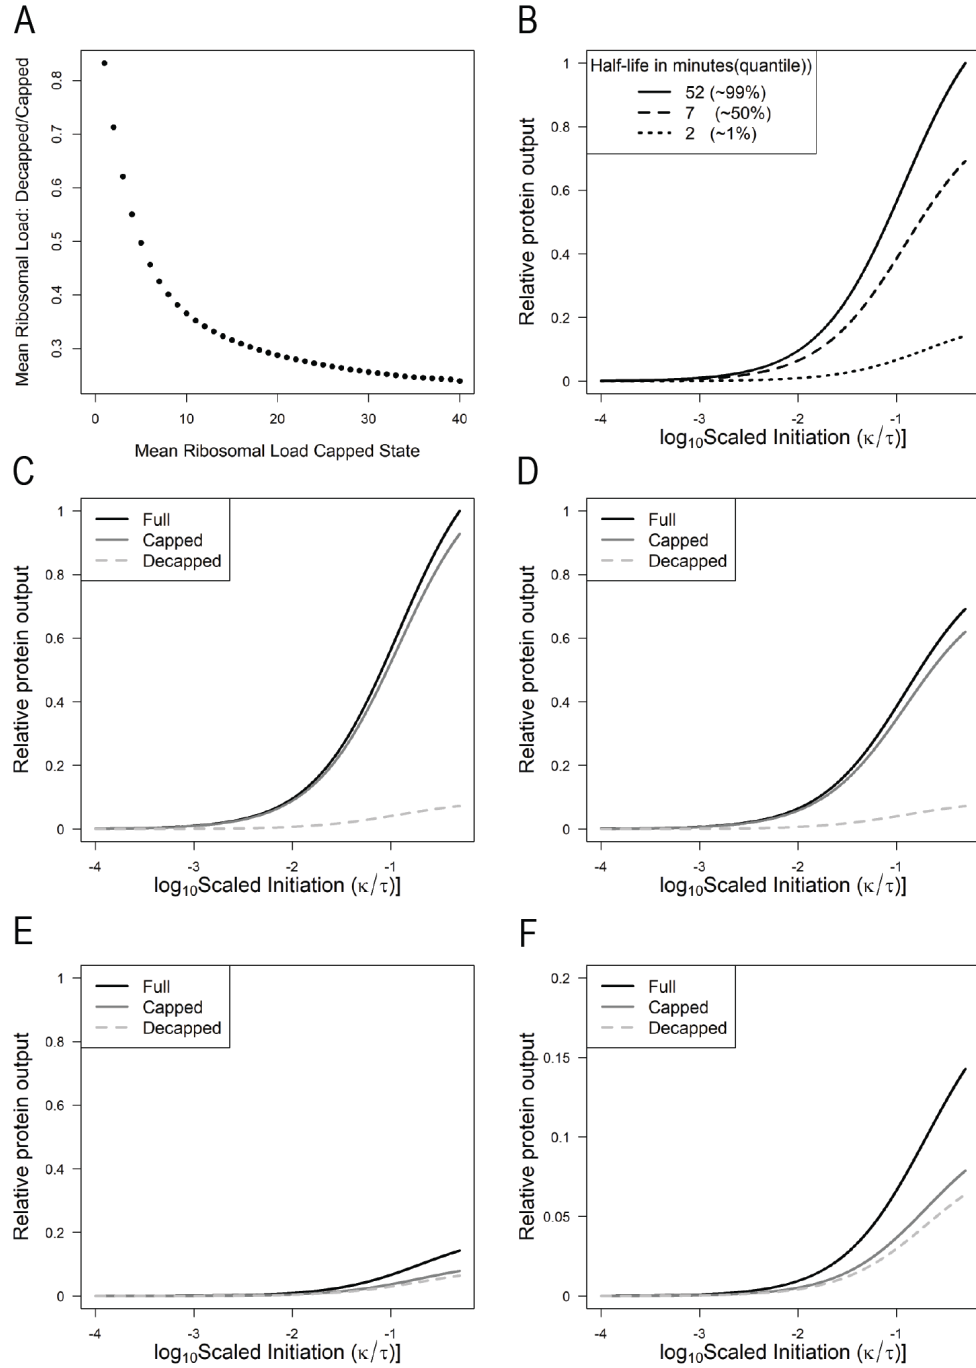 A
Mean Ribosomal Load: Decapped/Capped
0.8
0.7
0.6
0.5
0.4
0.3
0 10 20 30 40
Mean Ribosomal Load Capped State
B
Relative protein output
1
0.8
0.6
0.4
0.2
0
Half-life in minutes(quantile))
52 (~99%)
7 (~50%)
2 (~1%)
-4 -3 -2 -1
log₁₀Scaled Initiation (κ/τ)]
C
Relative protein output
1
0.8
0.6
0.4
0.2
0
Full
Capped
Decapped
-4 -3 -2 -1
log₁₀Scaled Initiation (κ/τ)]
D
Relative protein output
1
0.8
0.6
0.4
0.2
0
Full
Capped
Decapped
-4 -3 -2 -1
log₁₀Scaled Initiation (κ/τ)]
E
Relative protein output
1
0.8
0.6
0.4
0.2
0
Full
Capped
Decapped
-4 -3 -2 -1
log₁₀Scaled Initiation (κ/τ)]
F
Relative protein output
0.2
0.15
0.1
0.05
0
Full
Capped
Decapped
-4 -3 -2 -1
log₁₀Scaled Initiation (κ/τ)]